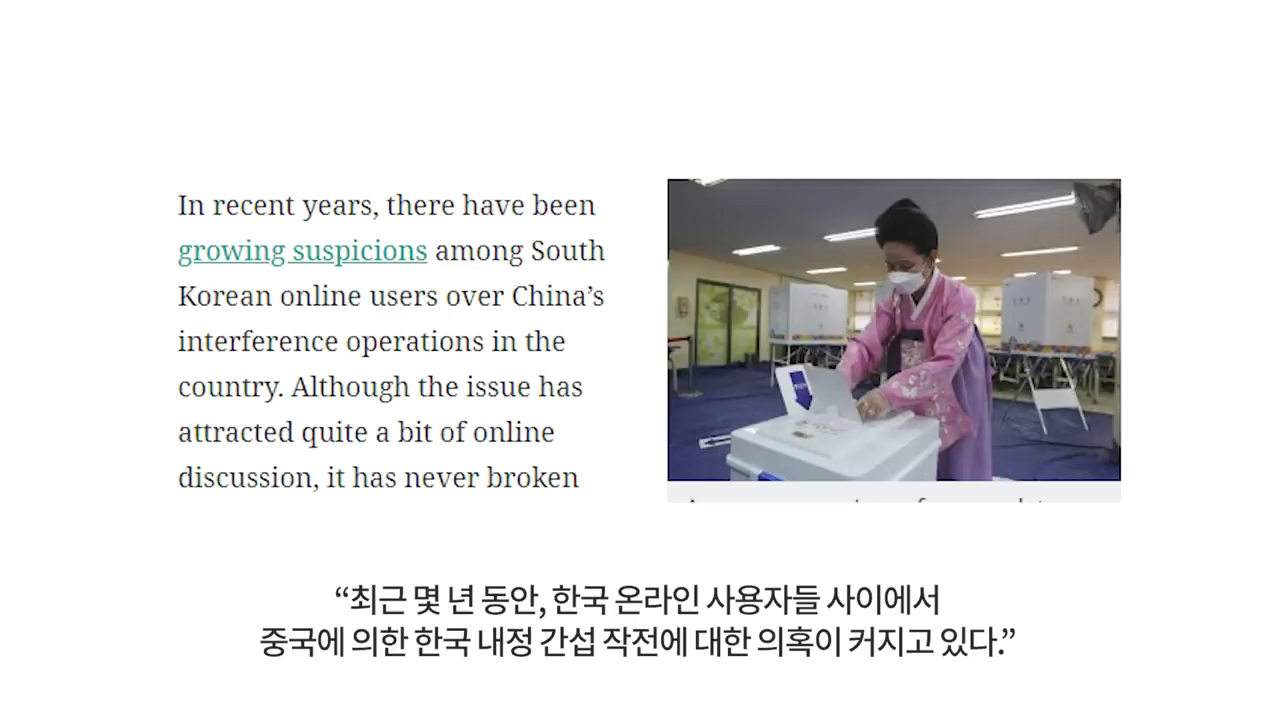 In recent years, there have been
growing suspicions among South
Korean online users over China’s
interference operations in the
country. Although the issue has
attracted quite a bit of online
discussion, it has never broken
“최근 몇 년 동안, 한국 온라인 사용자들 사이에서
중국에 의한 한국 내정 간섭 작전에 대한 의혹이 커지고 있다.”